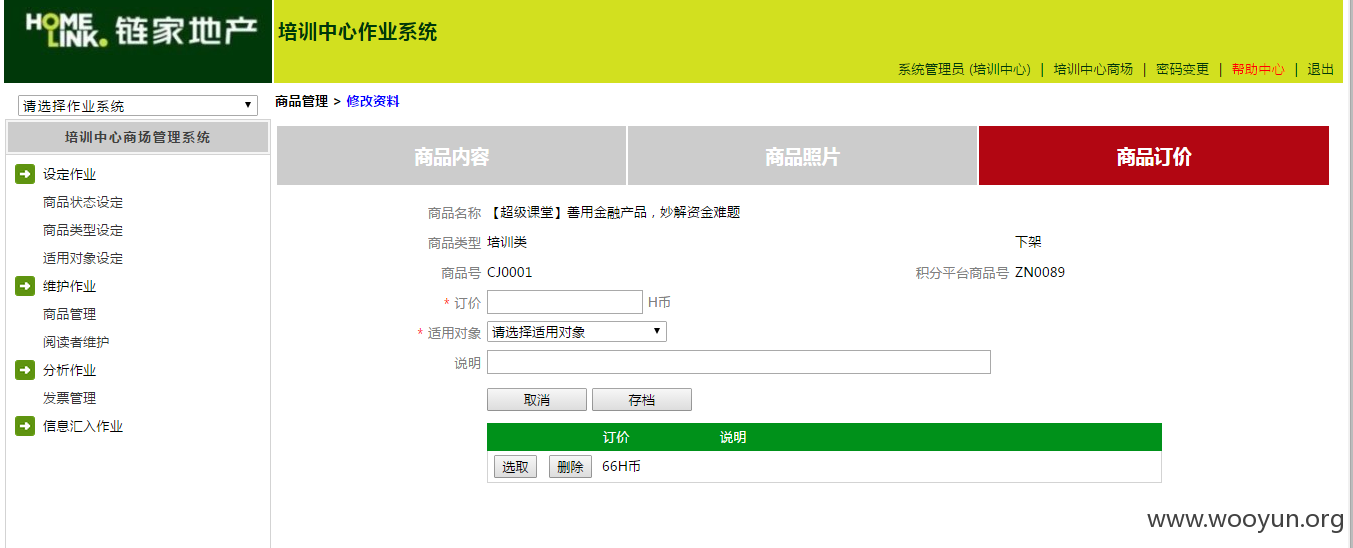 HOME LINK. 链家地产
培训中心作业系统
系统管理员 (培训中心) | 培训中心商场 | 密码变更 | 帮助中心 | 退出
请选择作业系统
商品管理 > 修改资料
培训中心商场管理系统
设定作业
商品状态设定
商品类型设定
适用对象设定
维护作业
商品管理
阅读者维护
分析作业
发票管理
信息汇入作业
商品内容 商品照片 商品订价
商品名称 【超级课堂】善用金融产品，妙解资金难题
商品类型 培训类 下架
商品号 CJ0001 积分平台商品号 ZN0089
* 订价 H币
* 适用对象 请选择适用对象
说明
取消 存档
订价 说明
选取 删除 66H币
www.wooyun.org